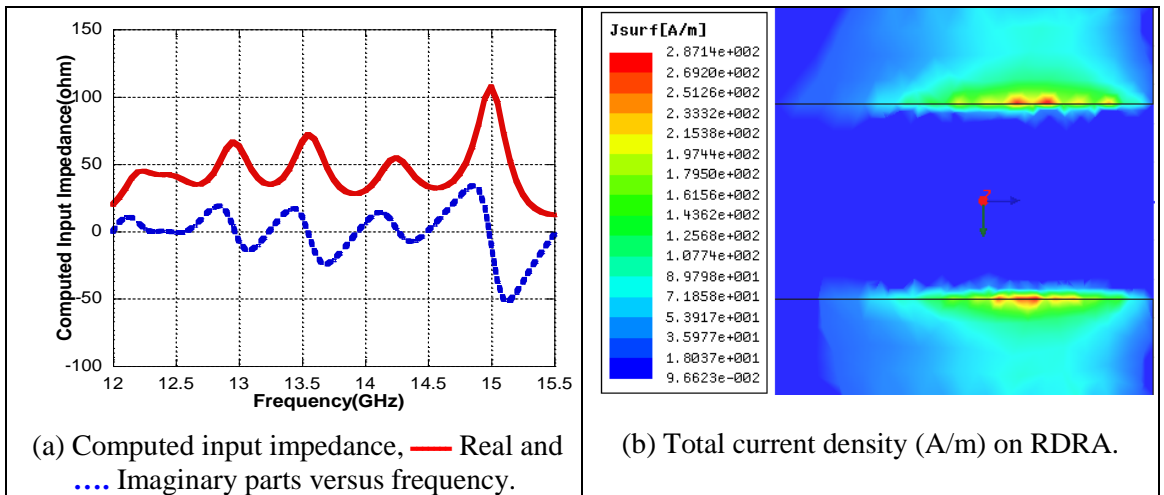 150
100
50
0
-50
-100
12
12.5
13
13.5
14
14.5
15
15.5
Computed Input Impedance(ohm)
Frequency(GHz)
(a) Computed input impedance, Real and
.... Imaginary parts versus frequency.
Jsurf[A/m]
2.8714e+002
2.6920e+002
2.5126e+002
2.3332e+002
2.1538e+002
1.9744e+002
1.7950e+002
1.6156e+002
1.4362e+002
1.2568e+002
1.0774e+002
8.9798e+001
7.1858e+001
5.3917e+001
3.5977e+001
1.8037e+001
9.6623e-002
Z
(b) Total current density (A/m) on RDRA.